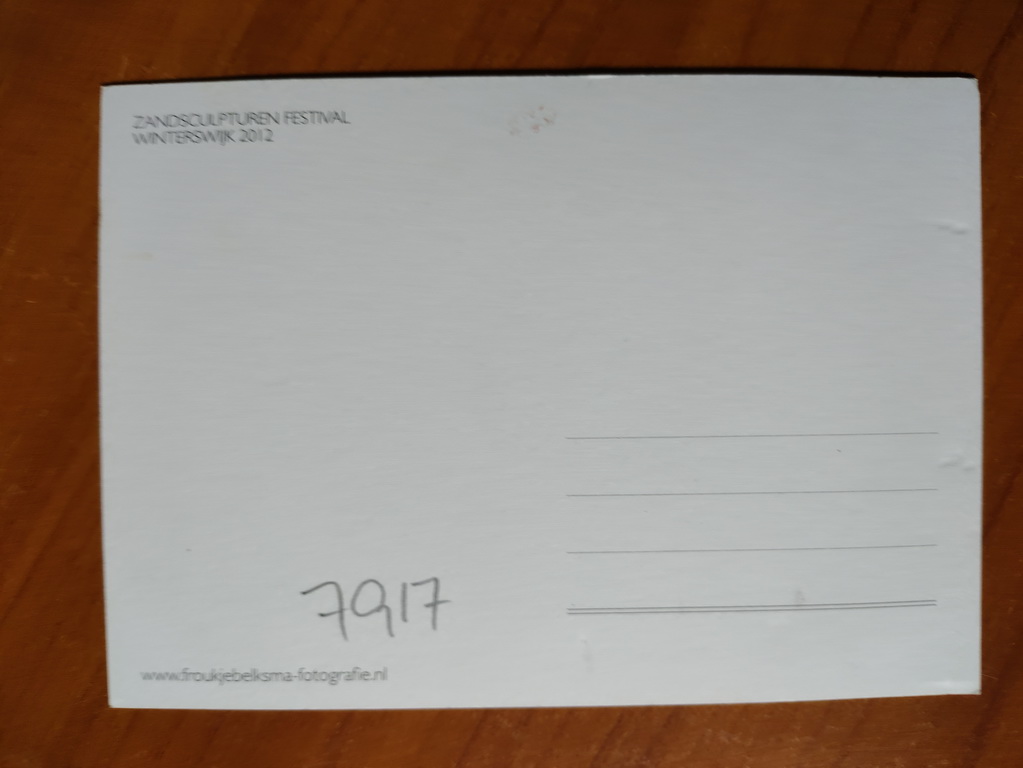 ZANDSCULPTUREN FESTIVAL
WINTERSWIJK 2012
7917
www.froukjebelksma-fotografie.nl